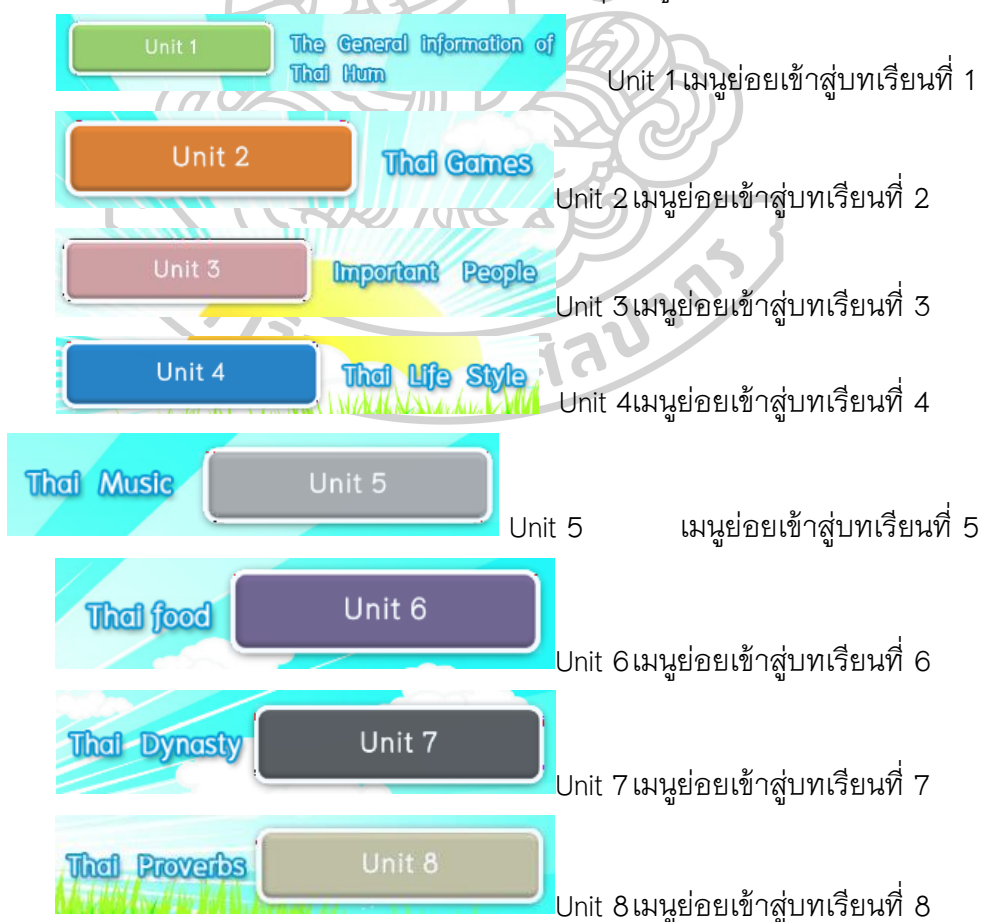 Unit 1 The General information of
Thai Hum
Unit 1 เมนูย่อยเข้าสู่บทเรียนที่ 1
Unit 2 Thai Games
Unit 2 เมนูย่อยเข้าสู่บทเรียนที่ 2
Unit 3 Important People
Unit 3 เมนูย่อยเข้าสู่บทเรียนที่ 3
Unit 4 Thai Life Style
Unit 4เมนูย่อยเข้าสู่บทเรียนที่ 4
Thai Music Unit 5
Unit 5 เมนูย่อยเข้าสู่บทเรียนที่ 5
Thai food Unit 6
Unit 6 เมนูย่อยเข้าสู่บทเรียนที่ 6
Thai Dynasty Unit 7
Unit 7 เมนูย่อยเข้าสู่บทเรียนที่ 7
Thai Proverbs Unit 8
Unit 8 เมนูย่อยเข้าสู่บทเรียนที่ 8